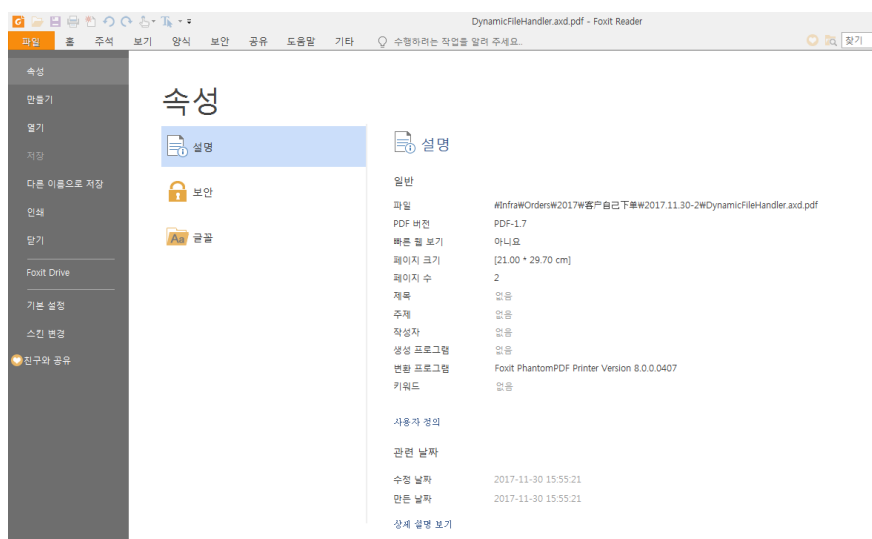 DynamicFileHandler.axd.pdf - Foxit Reader
파일 홈 주석 보기 양식 보안 공유 도움말 기타 수행하려는 작업을 알려 주세요.. 찾기
속성
만들기
열기
저장
다른 이름으로 저장
인쇄
닫기
Foxit Drive
기본 설정
스킨 변경
진구와 공유
속성
설명
보안
글꼴
설명
일반
파일 #Infra₩Orders₩2017₩客户自己下单₩2017.11.30-2₩DynamicFileHandler.axd.pdf
PDF 버전 PDF-1.7
빠른 웹 보기 아니요
페이지 크기 [21.00 * 29.70 cm]
페이지 수 2
제목 없음
주제 없음
작성자 없음
생성 프로그램 없음
변환 프로그램 Foxit PhantomPDF Printer Version 8.0.0.0407
키워드 없음
사용자 정의
관련 날짜
수정 날짜 2017-11-30 15:55:21
만든 날짜 2017-11-30 15:55:21
상세 설명 보기